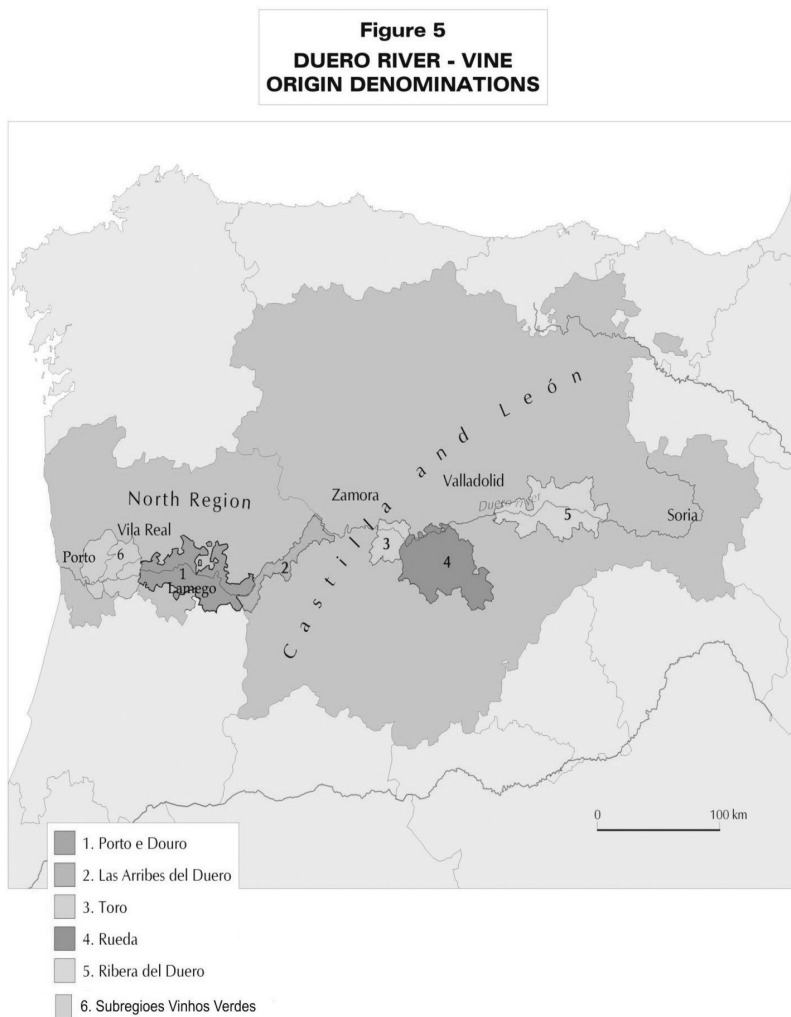 Figure 5
DUERO RIVER - VINE
ORIGIN DENOMINATIONS
Castilla and León
North Region
Zamora
Valladolid
Duero river
Vila Real
Porto
6
1
Lamego
2
3
4
5
Soria
0 100 km
1. Porto e Douro
2. Las Arribes del Duero
3. Toro
4. Rueda
5. Ribera del Duero
6. Subregioes Vinhos Verdes